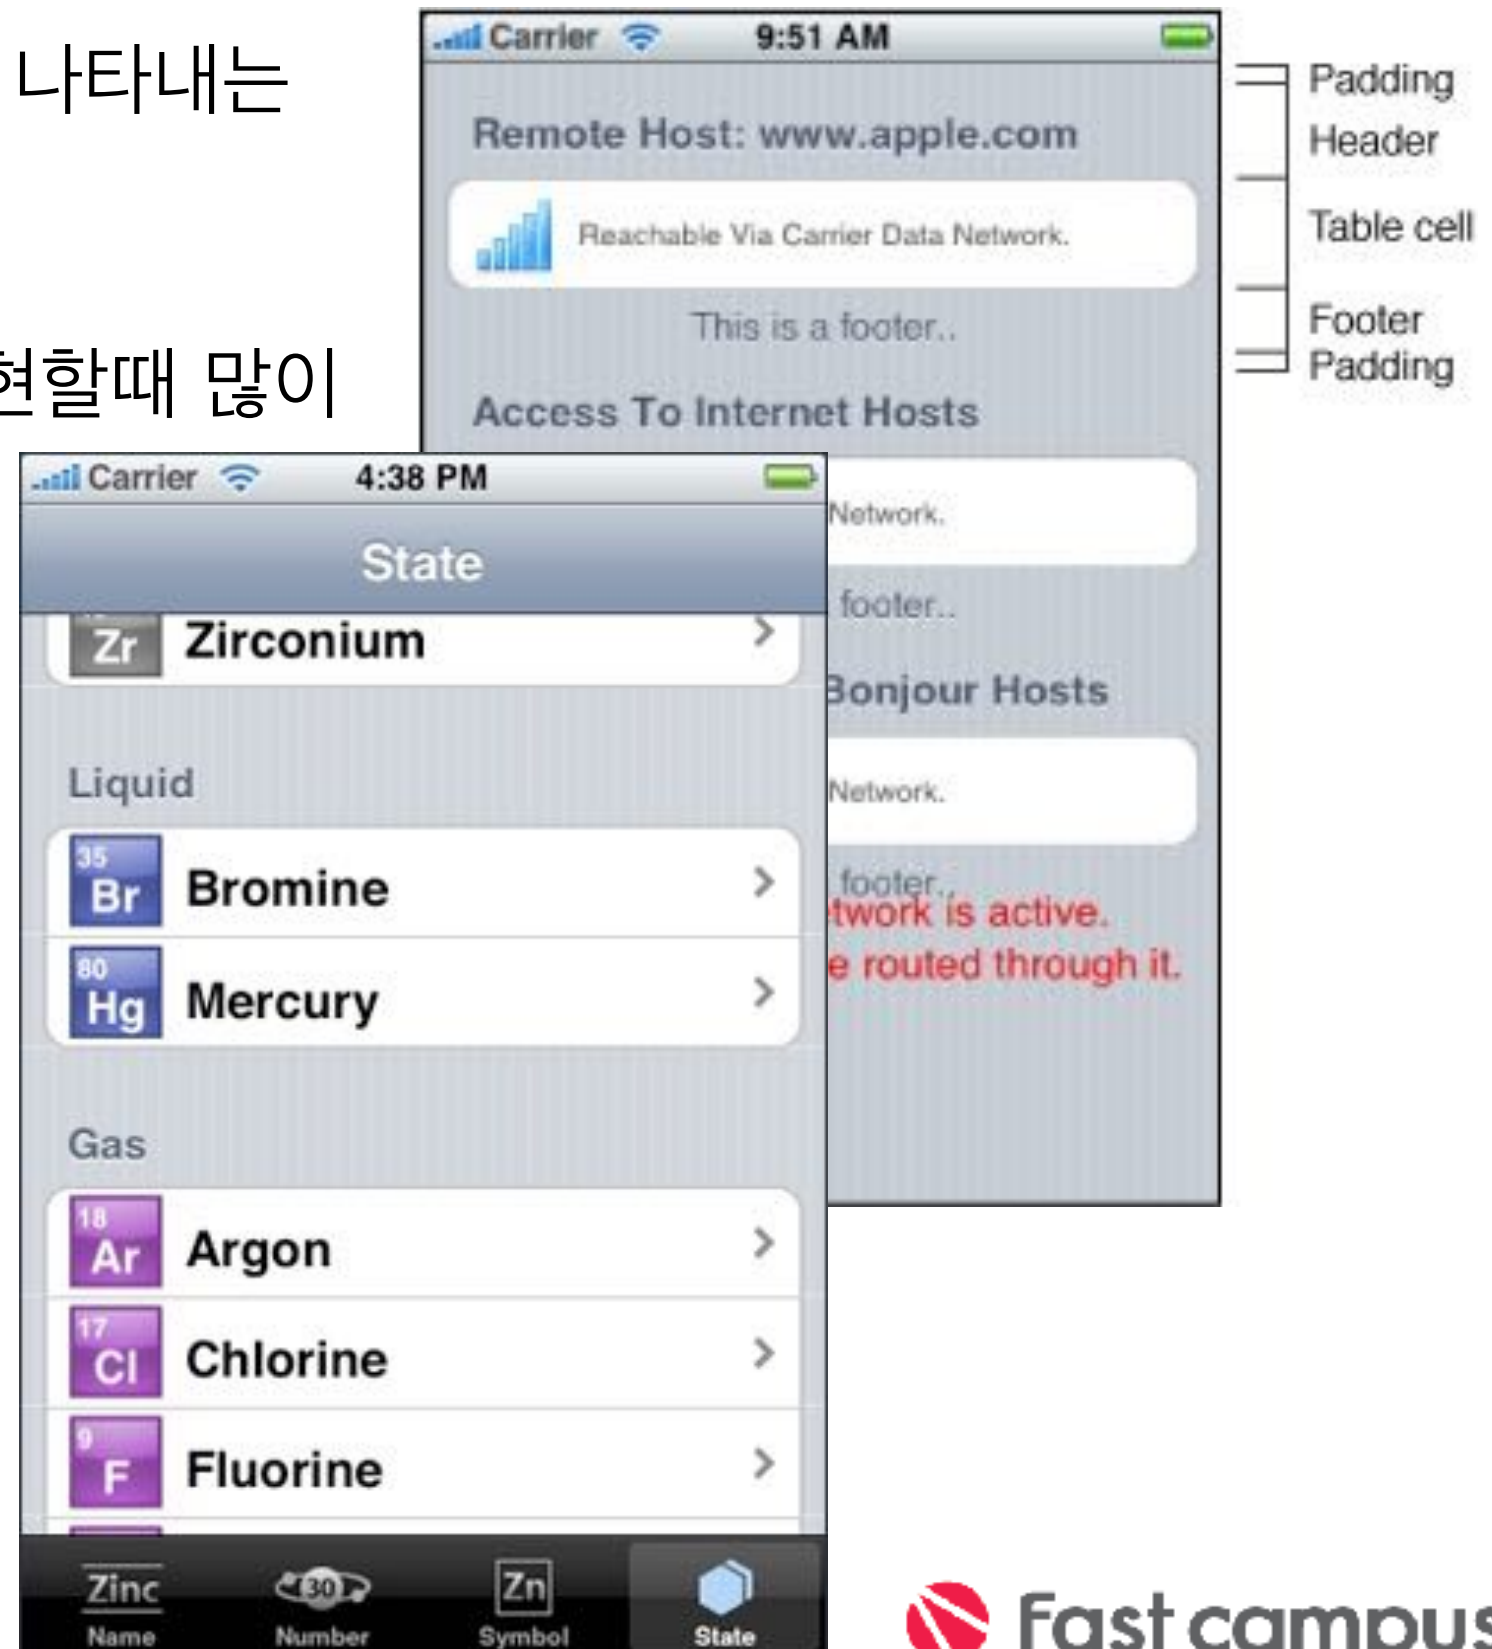 나타내는
현할때 많이
Carrier 9:51 AM
Remote Host: www.apple.com
Reachable Via Carrier Data Network.
This is a footer..
Access To Internet Hosts
Network.
footer..
Bonjour Hosts
Network.
footer..
twork is active.
e routed through it.
Padding
Header
Table cell
Footer
Padding
Carrier 4:38 PM
State
Zr Zirconium
Liquid
35
Br Bromine
80
Hg Mercury
Gas
18
Ar Argon
17
Cl Chlorine
9
F Fluorine
Zinc 30 Zn
Name Number Symbol State
Fast campus